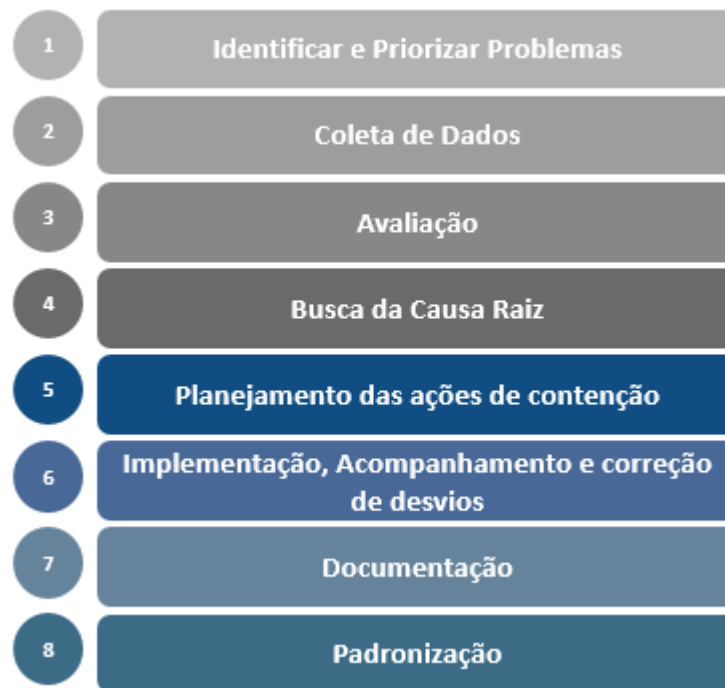 1
Identificar e Priorizar Problemas
2
Coleta de Dados
3
Avaliação
4
Busca da Causa Raiz
5
Planejamento das ações de contenção
6
Implementação, Acompanhamento e correção
de desvios
7
Documentação
8
Padronização